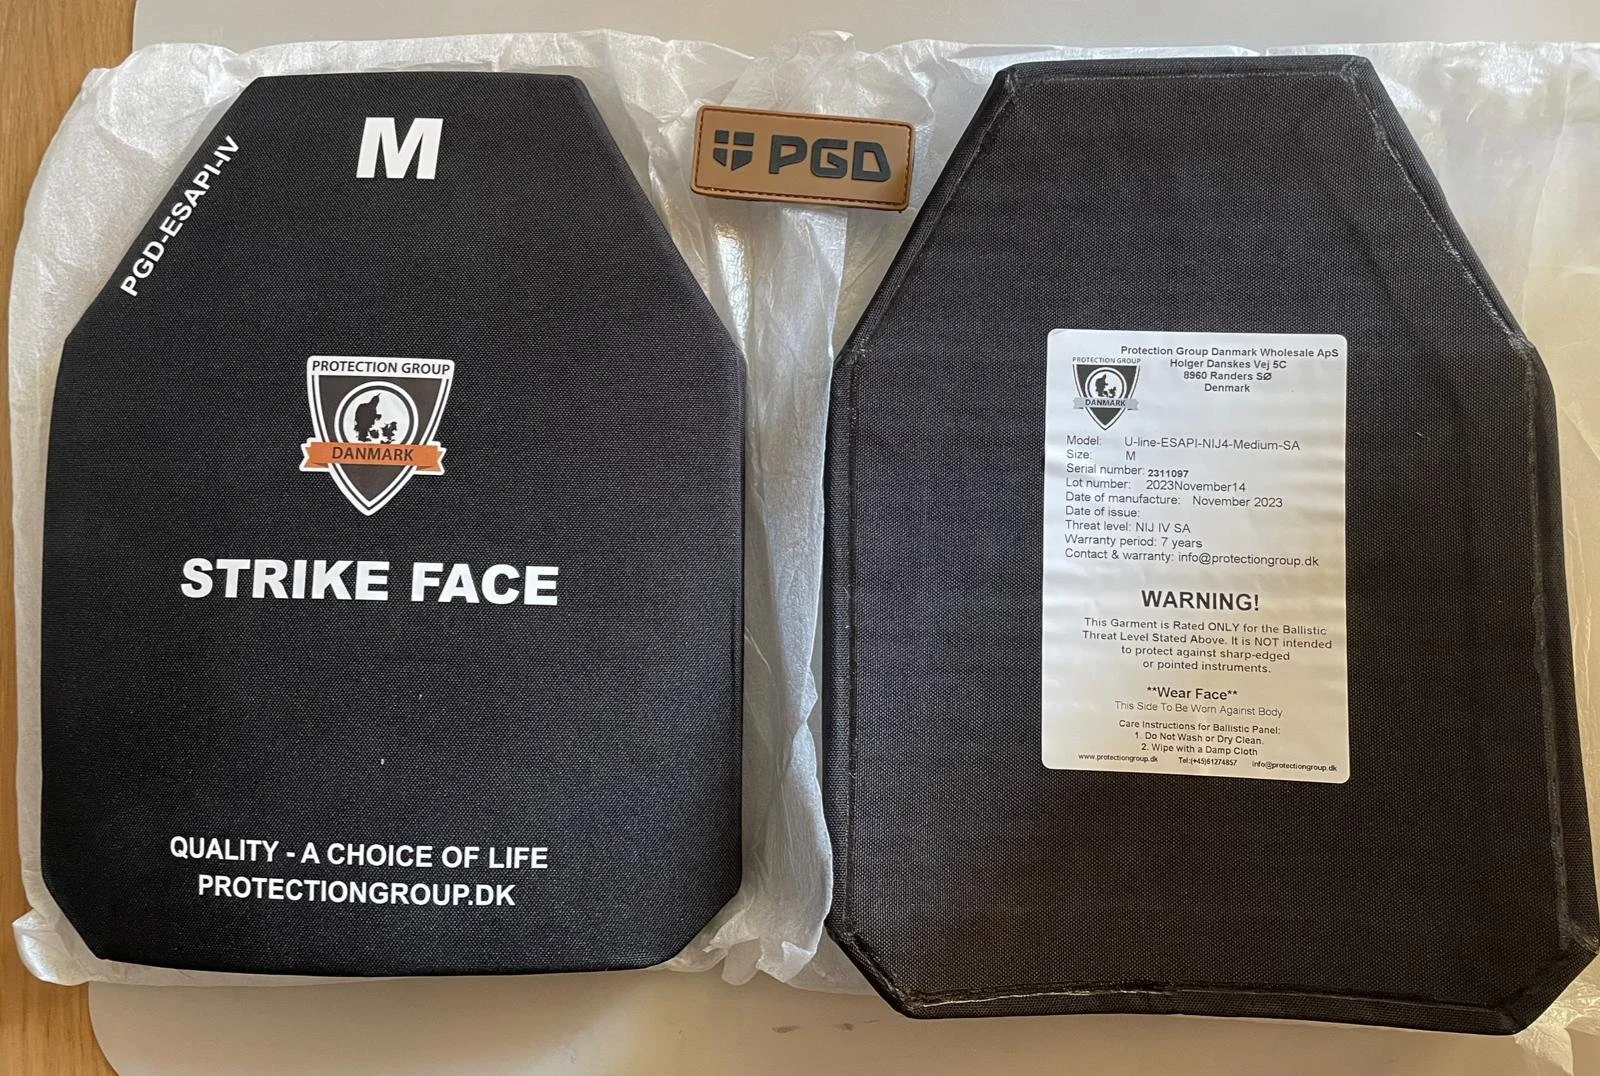 M
PGD-ESAPI-IV
PROTECTION GROUP
DANMARK
STRIKE FACE
QUALITY - A CHOICE OF LIFE
PROTECTIONGROUP.DK
PGD
Protection Group Danmark Wholesale ApS
Holger Danskes Vej 5C
8960 Randers SØ
Denmark
PROTECTION GROUP
DANMARK
Model: U-line-ESAPI-NIJ4-Medium-SA
Size: M
Serial number: 2311097
Lot number: 2023November14
Date of manufacture: November 2023
Date of issue:
Threat level: NIJ IV SA
Warranty period: 7 years
Contact & warranty: info@protectiongroup.dk
WARNING!
This Garment is Rated ONLY for the Ballistic
Threat Level Stated Above. It is NOT intended
to protect against sharp-edged
or pointed instruments.
**Wear Face**
This Side To Be Worn Against Body
Care Instructions for Ballistic Panel:
1. Do Not Wash or Dry Clean.
2. Wipe with a Damp Cloth
www.protectiongroup.dk Tel:(+45)61274857 info@protectiongroup.dk